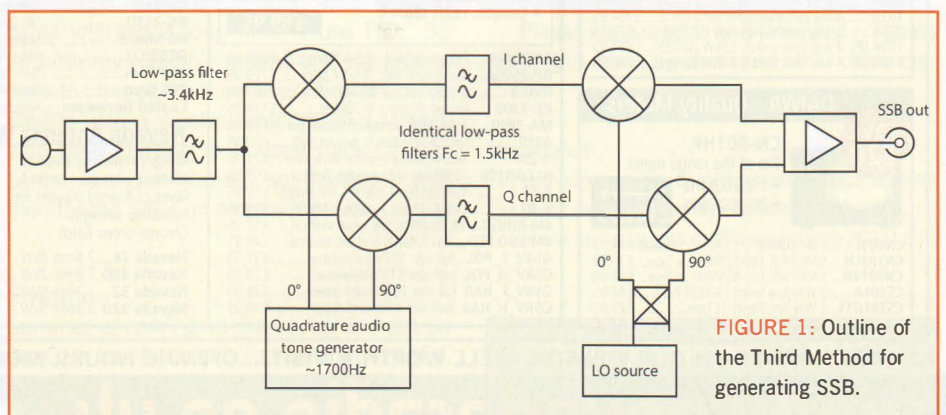 I channel
Low-pass filter
~3.4kHz
Identical low-pass
filters Fc = 1.5kHz
SSB out
Q channel
0°
90°
0°
90°
Quadrature audio
tone generator
~1700Hz
LO source
FIGURE 1: Outline of
the Third Method for
generating SSB.